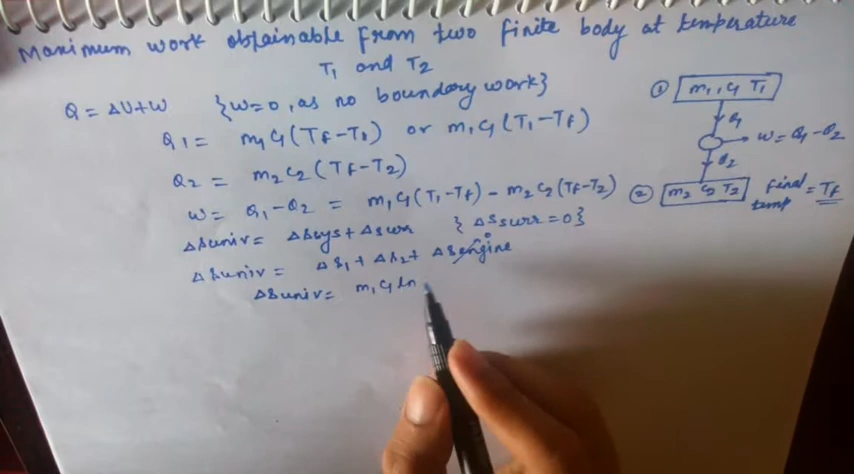 Maximum work obtainable from two finite body at temperature
T1 and T2
Q = ΔU+W {W=0, as no boundary work}
Q1 = m1C1(Tf-T1) or m1C1(T1-Tf)
Q2 = m2C2(Tf-T2)
W = Q1-Q2 = m1C1(T1-Tf) - m2C2(Tf-T2)
ΔSuniv = ΔSsys + ΔSsurr {ΔSsurr = 0}
ΔSuniv = ΔS1 + ΔS2 + ΔSengine 0
ΔSuniv = m1C1 ln
① m1, C1 T1
Q1
W = Q1-Q2
Q2
② m2 C2 T2 Final temp = Tf